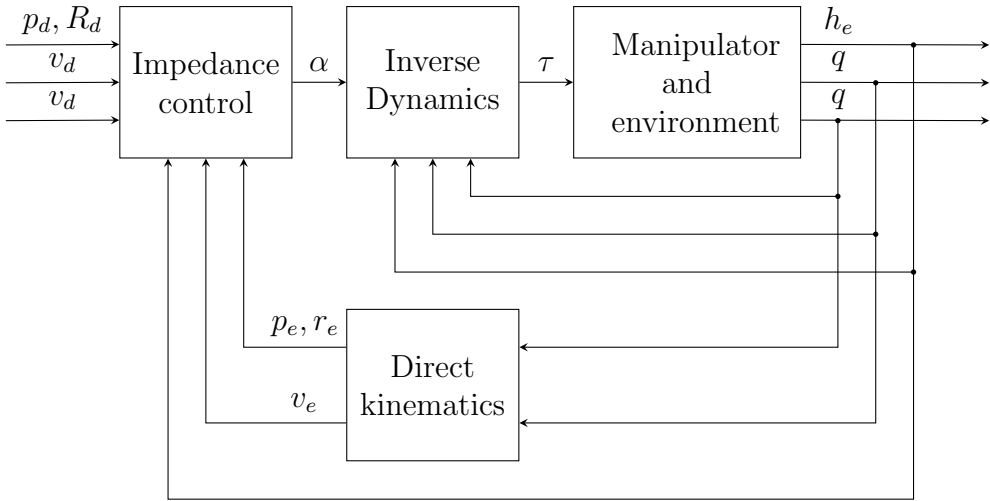 p_d, R_d
v_d
v_d
Impedance
control
α
Inverse
Dynamics
τ
Manipulator
and
environment
h_e
q
q
p_e, r_e
v_e
Direct
kinematics